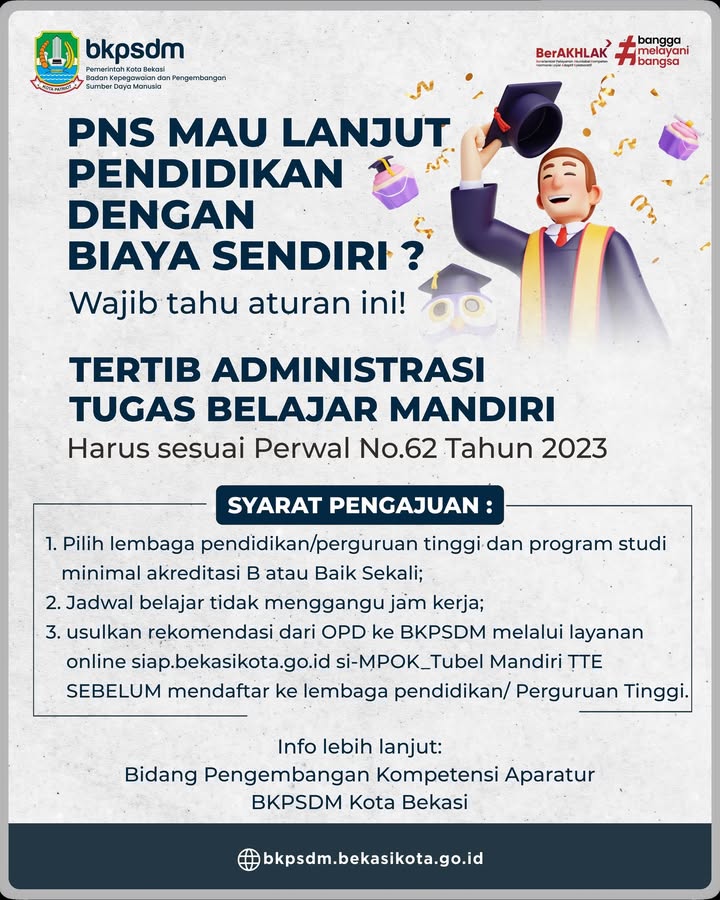 bkpsdm
Pemerintah Kota Bekasi
Badan Kepegawaian dan Pengembangan
Sumber Daya Manusia
KOTA PATRIOT
BerAKHLAK
#bangga
melayani
bangsa
PNS MAU LANJUT
PENDIDIKAN
DENGAN
BIAYA SENDIRI ?
Wajib tahu aturan ini!
TERTIB ADMINISTRASI
TUGAS BELAJAR MANDIRI
Harus sesuai Perwal No.62 Tahun 2023
SYARAT PENGAJUAN :
1. Pilih lembaga pendidikan/perguruan tinggi dan program studi
minimal akreditasi B atau Baik Sekali;
2. Jadwal belajar tidak menggangu jam kerja;
3. usulkan rekomendasi dari OPD ke BKPSDM melalui layanan
online siap.bekasikota.go.id si-MPOK_Tubel Mandiri TTE
SEBELUM mendaftar ke lembaga pendidikan/ Perguruan Tinggi.
Info lebih lanjut:
Bidang Pengembangan Kompetensi Aparatur
BKPSDM Kota Bekasi
bkpsdm.bekasikota.go.id